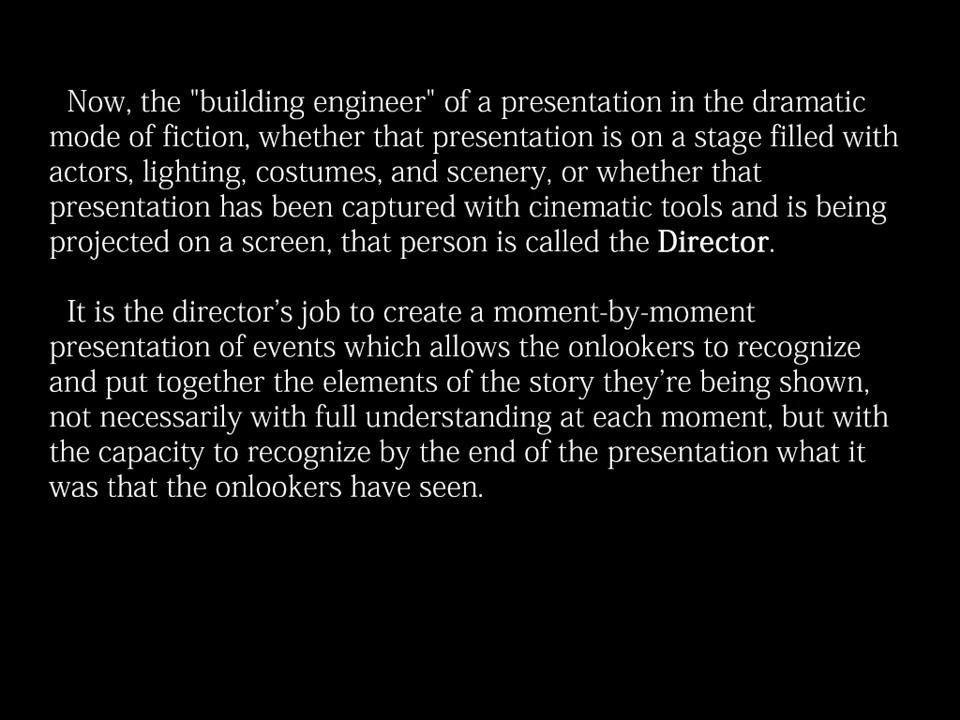 Now, the "building engineer" of a presentation in the dramatic
mode of fiction, whether that presentation is on a stage filled with
actors, lighting, costumes, and scenery, or whether that
presentation has been captured with cinematic tools and is being
projected on a screen, that person is called the Director.
It is the director’s job to create a moment-by-moment
presentation of events which allows the onlookers to recognize
and put together the elements of the story they’re being shown,
not necessarily with full understanding at each moment, but with
the capacity to recognize by the end of the presentation what it
was that the onlookers have seen.